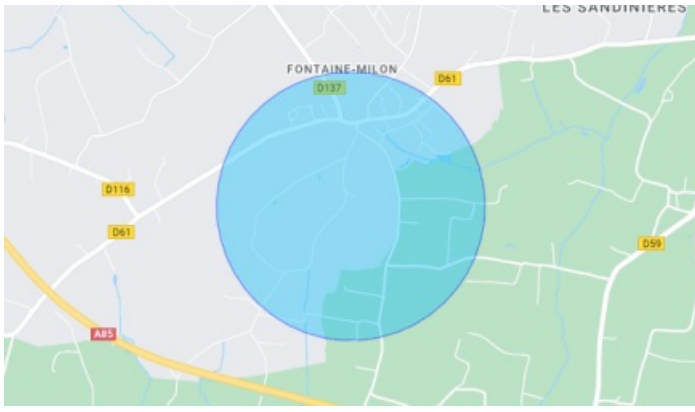 LES SANDINIÈRES
FONTAINE-MILON
D61
D137
D116
D61
D59
A85